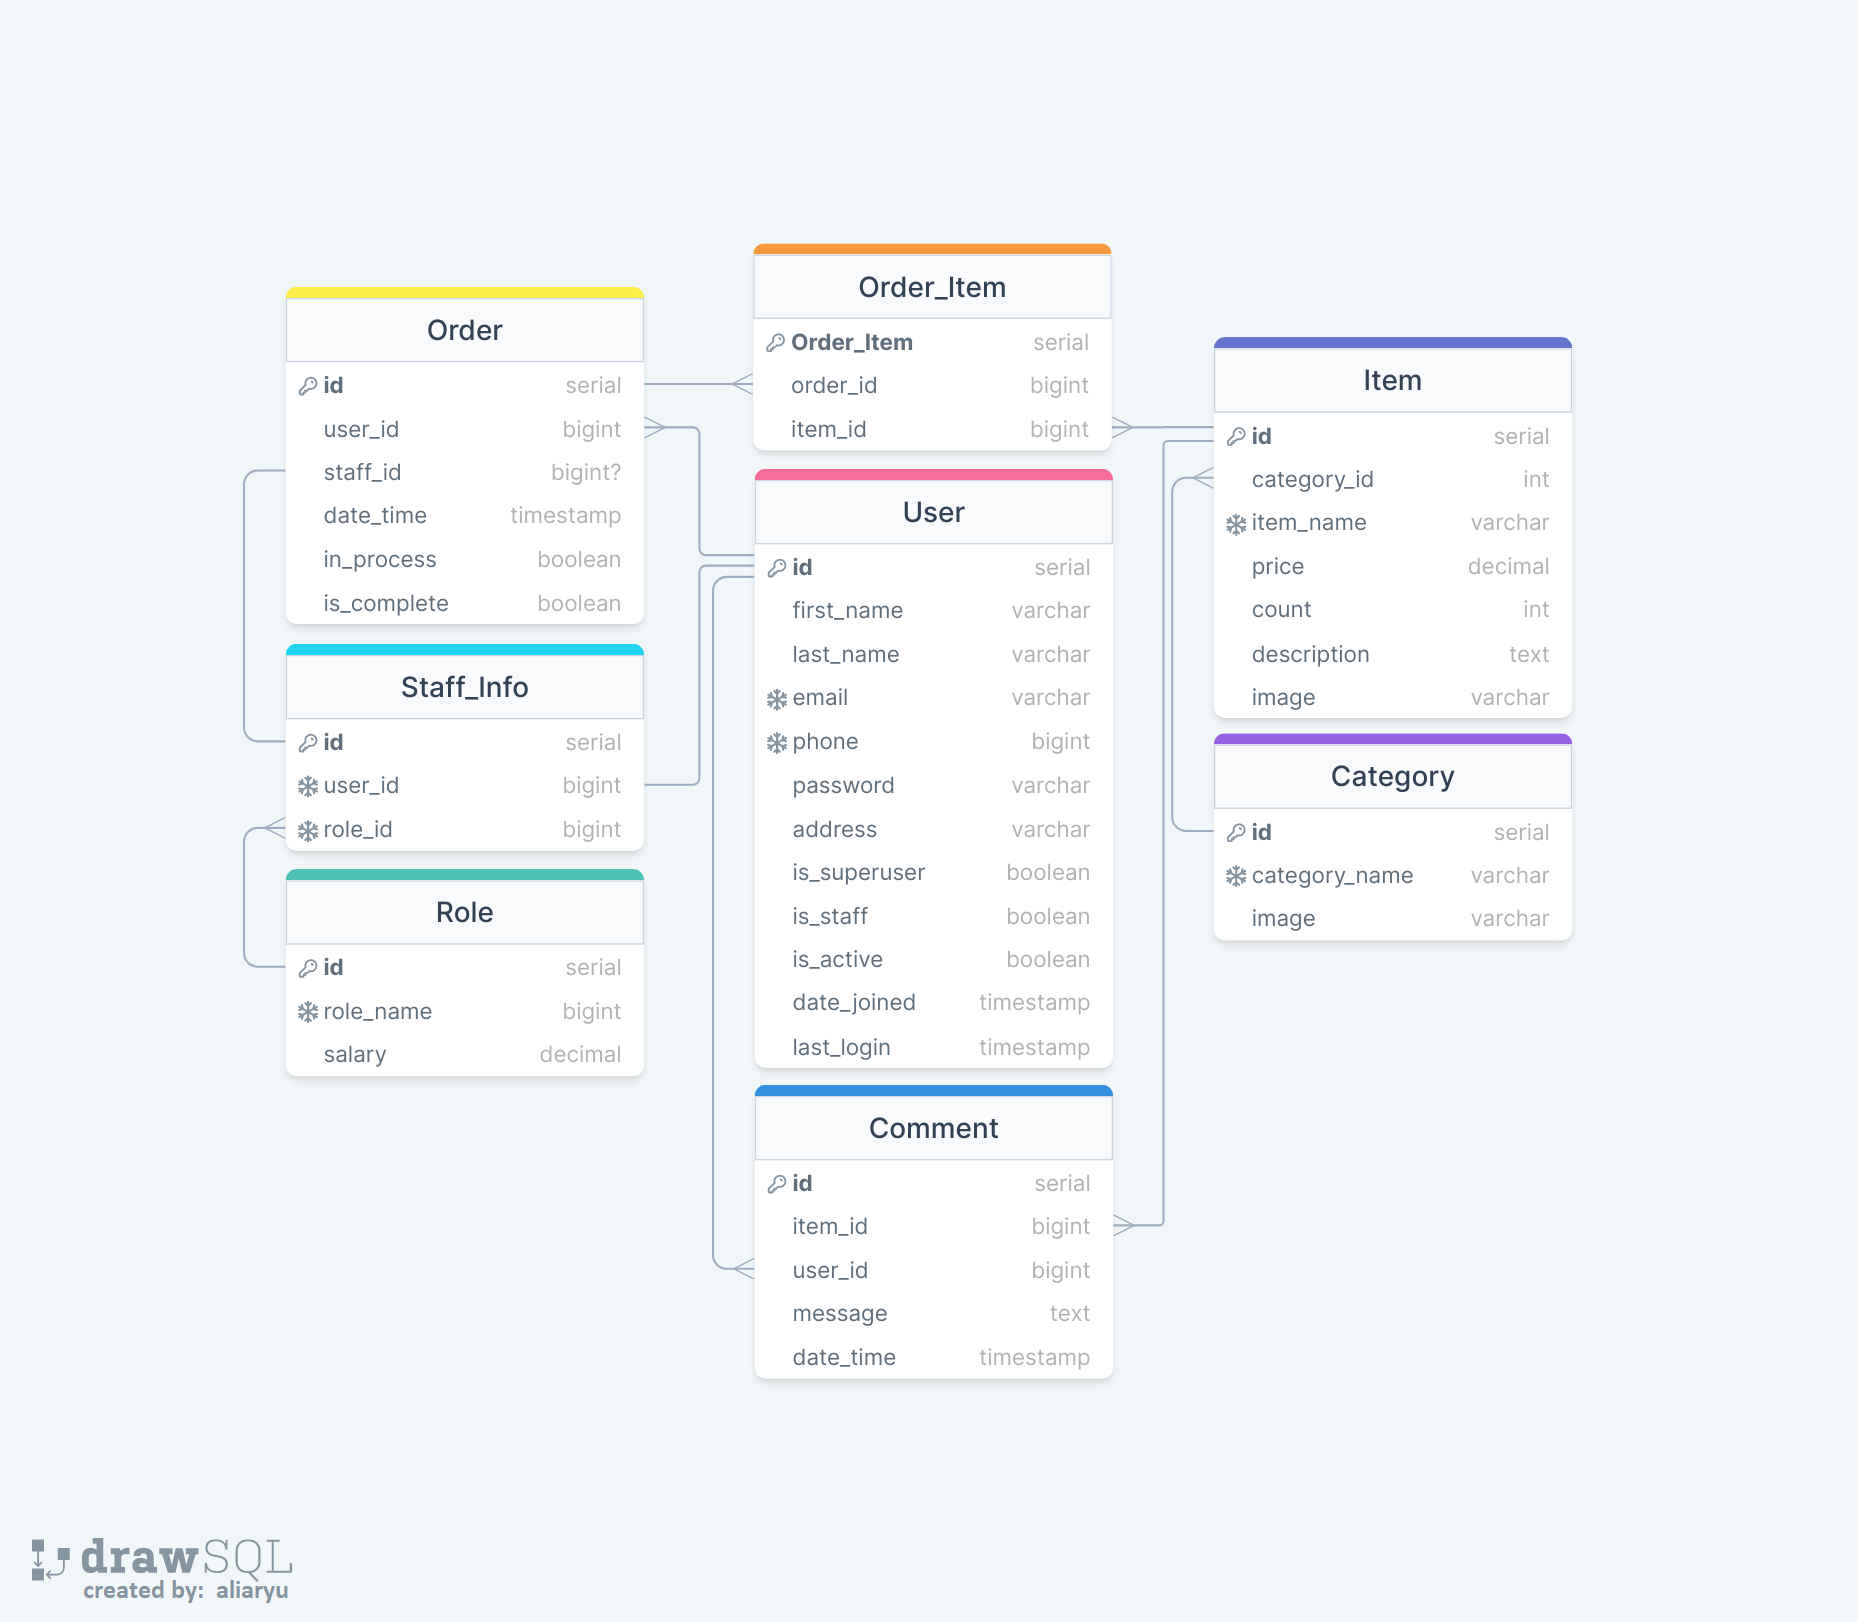 Order
id serial
user_id bigint
staff_id bigint?
date_time timestamp
in_process boolean
is_complete boolean
Staff_Info
id serial
user_id bigint
role_id bigint
Role
id serial
role_name bigint
salary decimal
Order_Item
Order_Item serial
order_id bigint
item_id bigint
User
id serial
first_name varchar
last_name varchar
email varchar
phone bigint
password varchar
address varchar
is_superuser boolean
is_staff boolean
is_active boolean
date_joined timestamp
last_login timestamp
Comment
id serial
item_id bigint
user_id bigint
message text
date_time timestamp
Item
id serial
category_id int
item_name varchar
price decimal
count int
description text
image varchar
Category
id serial
category_name varchar
image varchar
drawSQL
created by: aliaryu